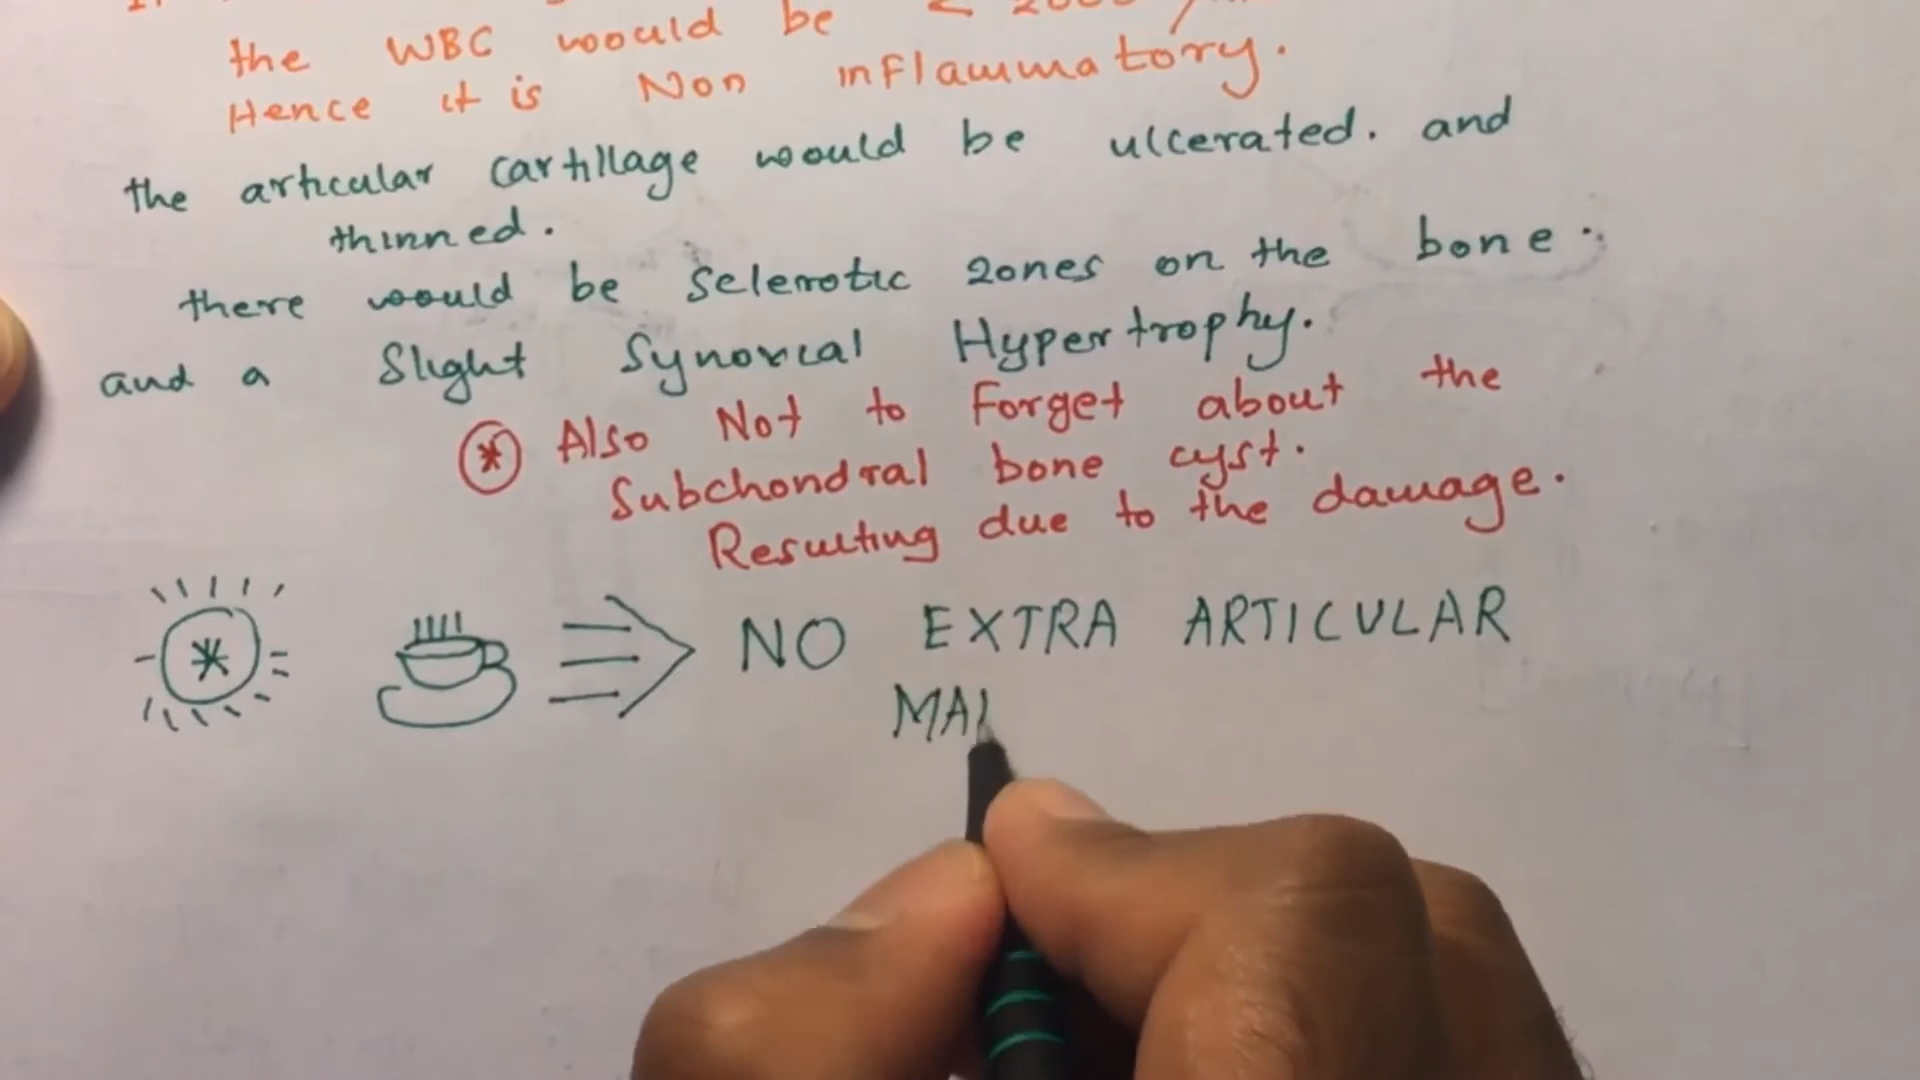 the WBC would be < 2000 /
Hence it is Non inflammatory.
the articular cartillage would be ulcerated. and
thinned.
there would be Sclerotic zones on the bone.
and a Slight Synovial Hypertrophy.
* Also Not to Forget about the
Subchondral bone cyst.
Resulting due to the damage.
* NO EXTRA ARTICULAR
MAN